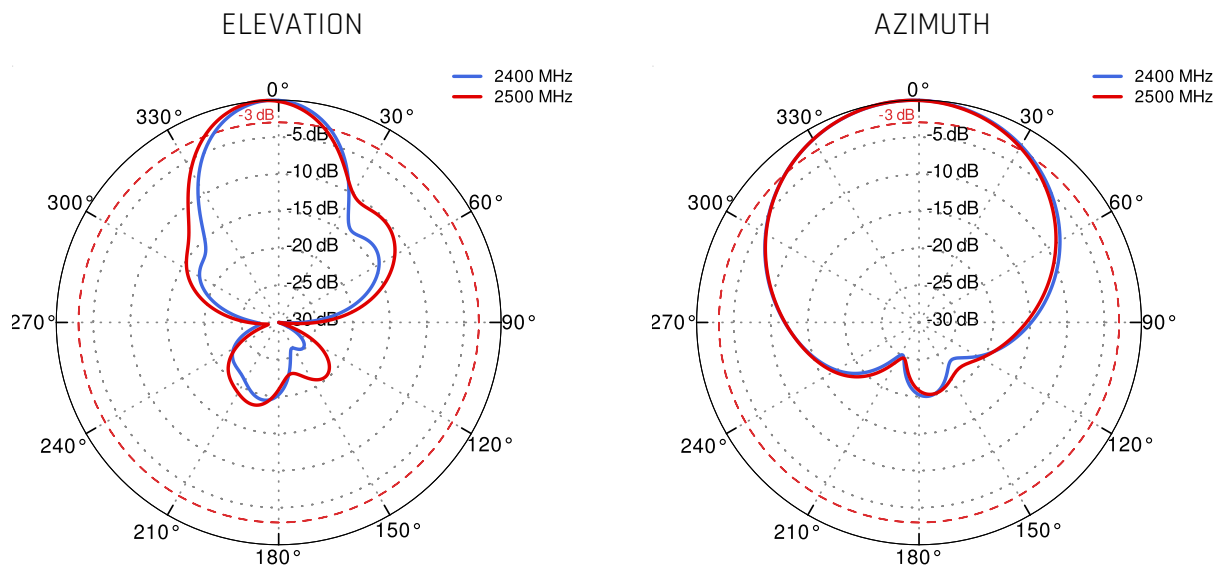 ELEVATION
2400 MHz
2500 MHz
0°
330°
30°
-3 dB
-5 dB
-10 dB
300°
60°
-15 dB
-20 dB
-25 dB
270°
-30 dB
90°
240°
120°
210°
150°
180°
AZIMUTH
2400 MHz
2500 MHz
0°
330°
30°
-3 dB
-5 dB
-10 dB
300°
60°
-15 dB
-20 dB
-25 dB
270°
-30 dB
90°
240°
120°
210°
150°
180°